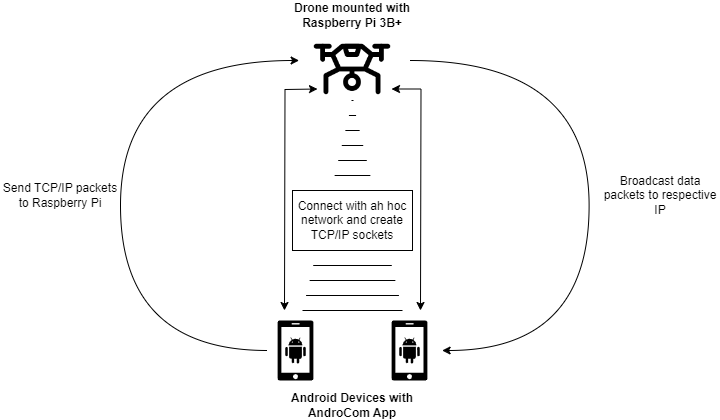 Drone mounted with
Raspberry Pi 3B+
Send TCP/IP packets
to Raspberry Pi
Connect with ah hoc
network and create
TCP/IP sockets
Broadcast data
packets to respective
IP
Android Devices with
AndroCom App